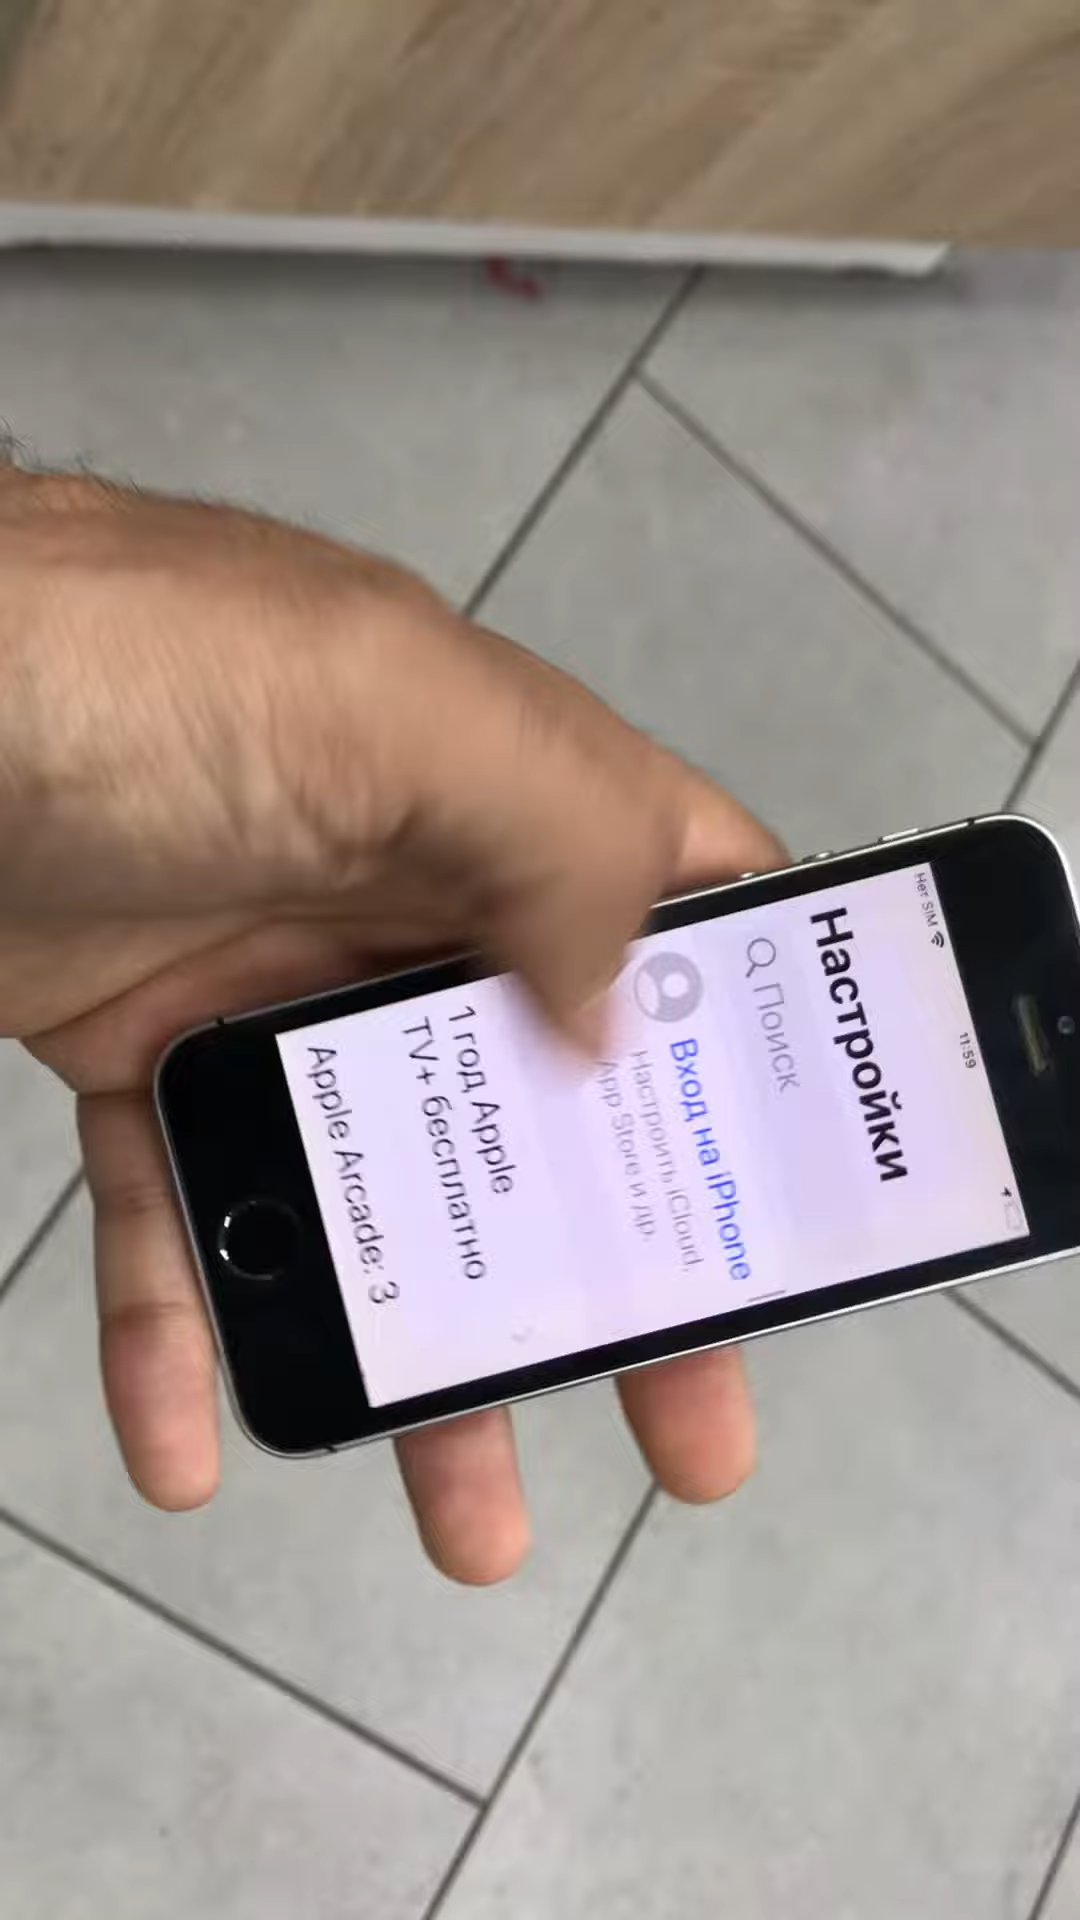 Нет SIM
11:59
Настройки
Поиск
Вход на iPhone
Настроить iCloud,
App Store и др.
1 год Apple
TV+ бесплатно
Apple Arcade: 3